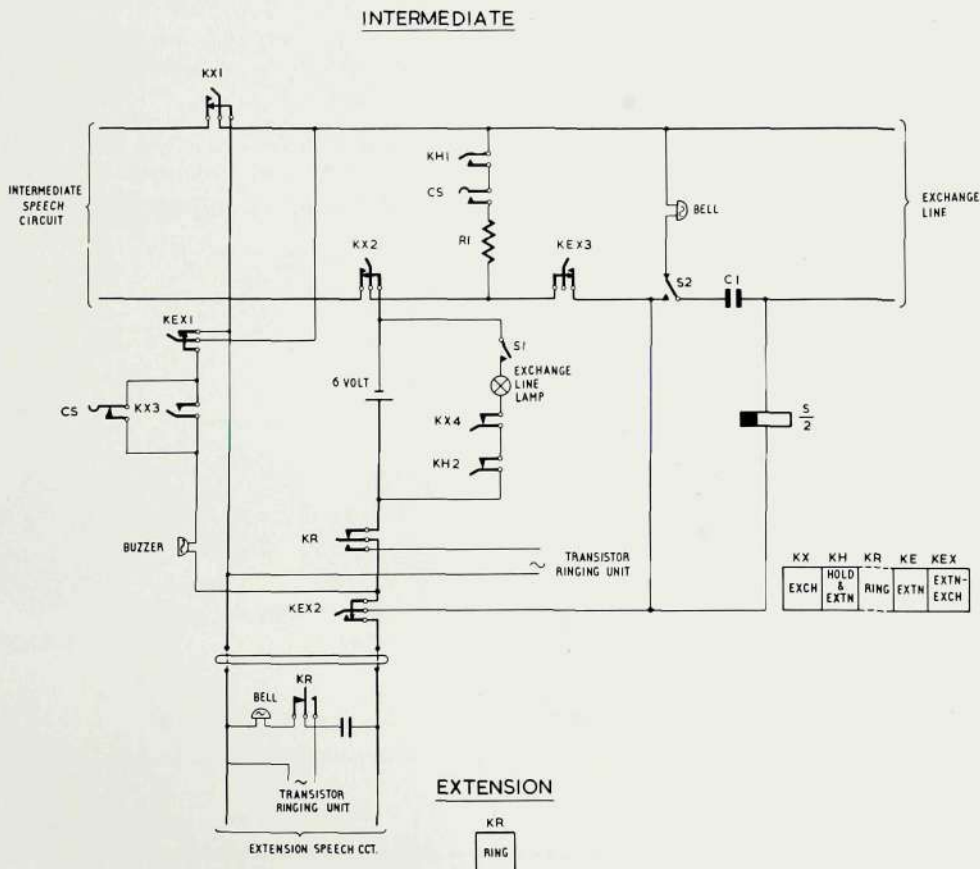 INTERMEDIATE
KX1
INTERMEDIATE
SPEECH
CIRCUIT
KH1
CS
R1
KX2
KEX3
BELL
S2
C1
EXCHANGE
LINE
KEX1
CS
KX3
6 VOLT
S1
EXCHANGE
LINE
LAMP
KX4
KH2
S
2
BUZZER
KR
TRANSISTOR
RINGING UNIT
KEX2
KX KH KR KE KEX
EXCH
HOLD
&
EXTN
RING
EXTN
EXTN-
EXCH
BELL
KR
TRANSISTOR
RINGING UNIT
EXTENSION SPEECH CCT.
EXTENSION
KR
RING